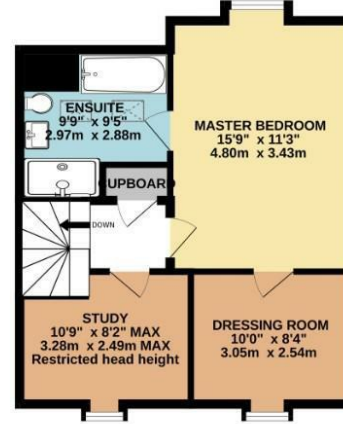 ENSUITE
9'9" x 9'5"
2.97m x 2.88m
MASTER BEDROOM
15'9" x 11'3"
4.80m x 3.43m
CUPBOARD
DOWN
STUDY
10'9" x 8'2" MAX
3.28m x 2.49m MAX
Restricted head height
DRESSING ROOM
10'0" x 8'4"
3.05m x 2.54m